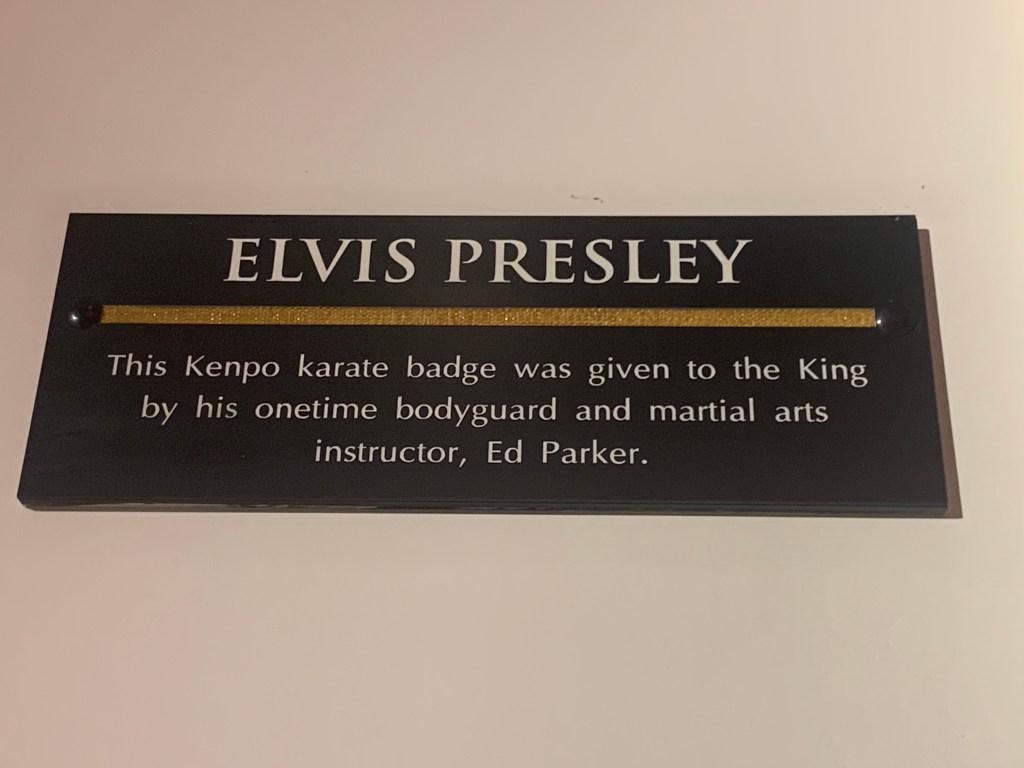 ELVIS PRESLEY
This Kenpo karate badge was given to the King
by his onetime bodyguard and martial arts
instructor, Ed Parker.